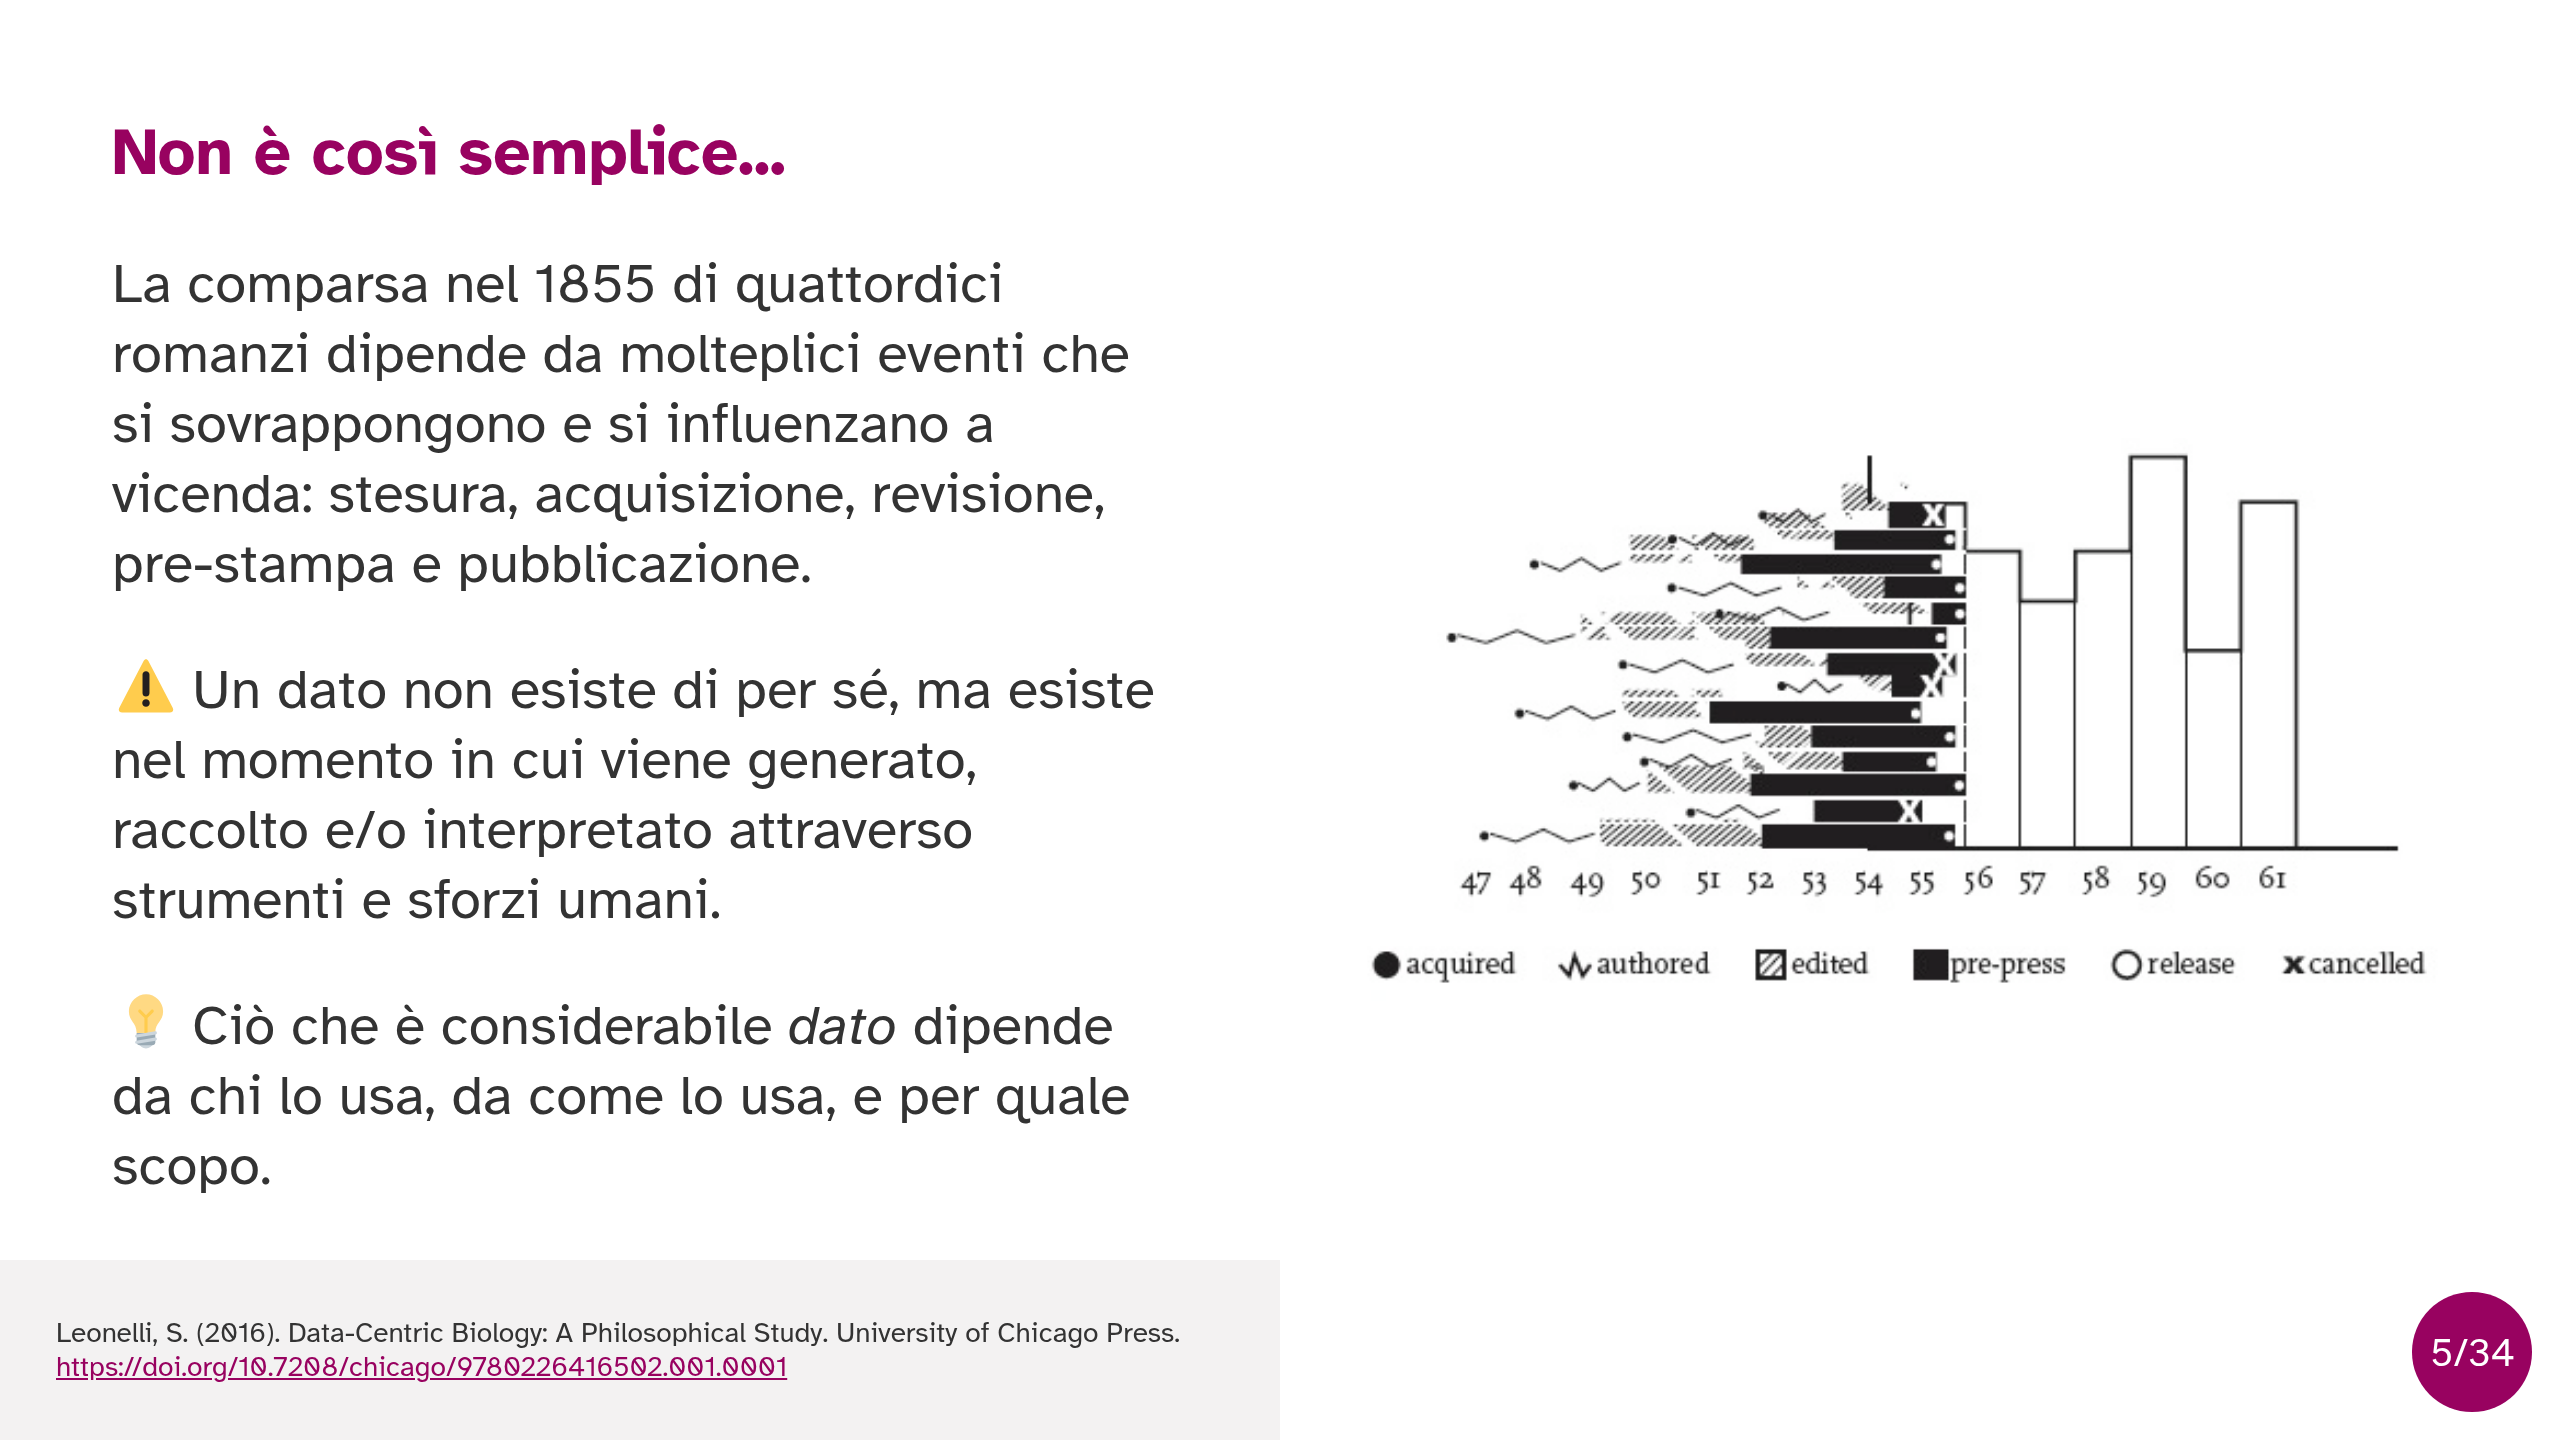 Non è così semplice...
La comparsa nel 1855 di quattordici
romanzi dipende da molteplici eventi che
si sovrappongono e si influenzano a
vicenda: stesura, acquisizione, revisione,
pre-stampa e pubblicazione.
⚠️ Un dato non esiste di per sé, ma esiste
nel momento in cui viene generato,
raccolto e/o interpretato attraverso
strumenti e sforzi umani.
💡 Ciò che è considerabile dato dipende
da chi lo usa, da come lo usa, e per quale
scopo.
47 48 49 50 51 52 53 54 55 56 57 58 59 60 61
acquired authored edited pre-press release cancelled
Leonelli, S. (2016). Data-Centric Biology: A Philosophical Study. University of Chicago Press.
https://doi.org/10.7208/chicago/9780226416502.001.0001
5/34